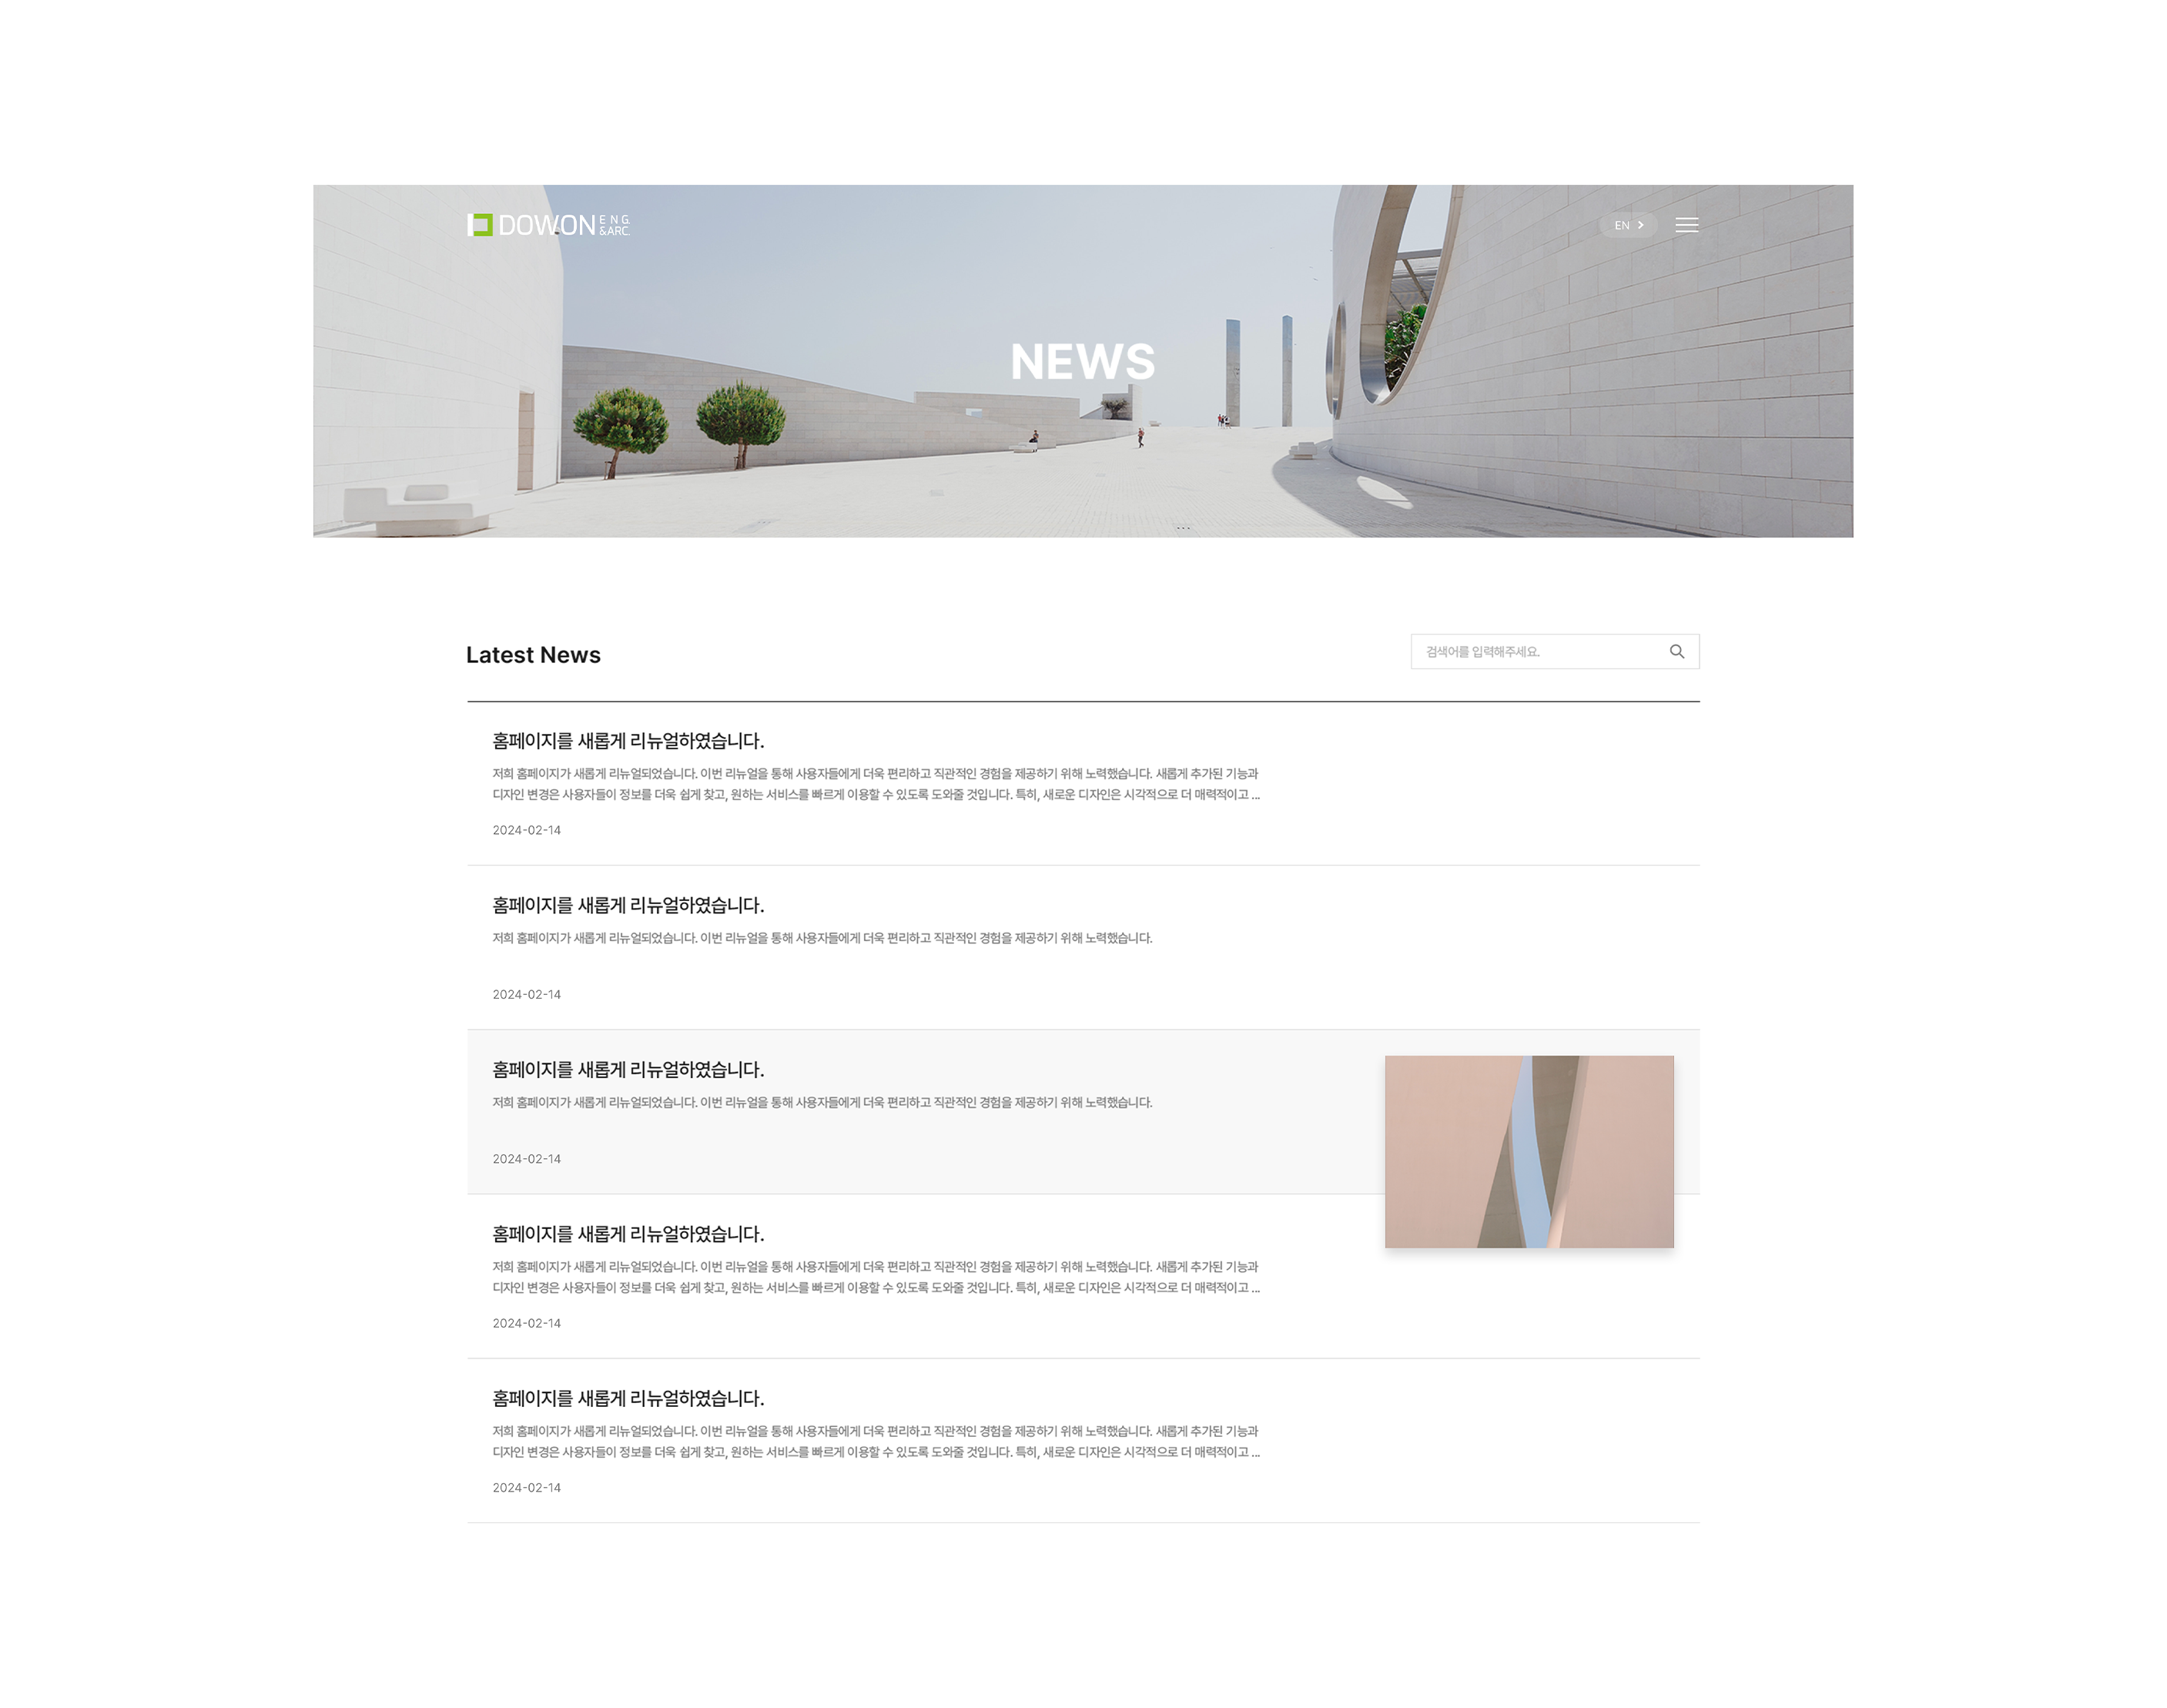 DOWON ENG. &ARC.
EN
NEWS
Latest News
검색어를 입력해주세요.
홈페이지를 새롭게 리뉴얼하였습니다.
저희 홈페이지가 새롭게 리뉴얼되었습니다. 이번 리뉴얼을 통해 사용자들에게 더욱 편리하고 직관적인 경험을 제공하기 위해 노력했습니다. 새롭게 추가된 기능과
디자인 변경은 사용자들이 정보를 더욱 쉽게 찾고, 원하는 서비스를 빠르게 이용할 수 있도록 도와줄 것입니다. 특히, 새로운 디자인은 시각적으로 더 매력적이고 ...
2024-02-14
홈페이지를 새롭게 리뉴얼하였습니다.
저희 홈페이지가 새롭게 리뉴얼되었습니다. 이번 리뉴얼을 통해 사용자들에게 더욱 편리하고 직관적인 경험을 제공하기 위해 노력했습니다.
2024-02-14
홈페이지를 새롭게 리뉴얼하였습니다.
저희 홈페이지가 새롭게 리뉴얼되었습니다. 이번 리뉴얼을 통해 사용자들에게 더욱 편리하고 직관적인 경험을 제공하기 위해 노력했습니다.
2024-02-14
홈페이지를 새롭게 리뉴얼하였습니다.
저희 홈페이지가 새롭게 리뉴얼되었습니다. 이번 리뉴얼을 통해 사용자들에게 더욱 편리하고 직관적인 경험을 제공하기 위해 노력했습니다. 새롭게 추가된 기능과
디자인 변경은 사용자들이 정보를 더욱 쉽게 찾고, 원하는 서비스를 빠르게 이용할 수 있도록 도와줄 것입니다. 특히, 새로운 디자인은 시각적으로 더 매력적이고 ...
2024-02-14
홈페이지를 새롭게 리뉴얼하였습니다.
저희 홈페이지가 새롭게 리뉴얼되었습니다. 이번 리뉴얼을 통해 사용자들에게 더욱 편리하고 직관적인 경험을 제공하기 위해 노력했습니다. 새롭게 추가된 기능과
디자인 변경은 사용자들이 정보를 더욱 쉽게 찾고, 원하는 서비스를 빠르게 이용할 수 있도록 도와줄 것입니다. 특히, 새로운 디자인은 시각적으로 더 매력적이고 ...
2024-02-14